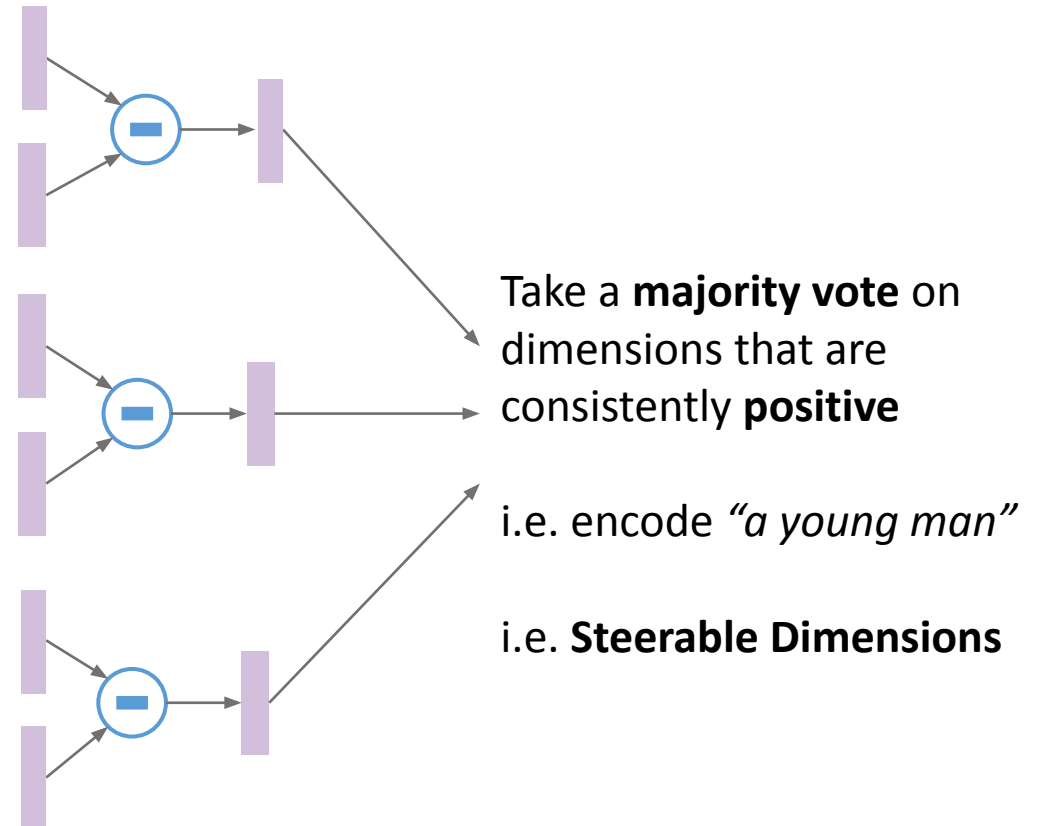 Take a majority vote on
dimensions that are
consistently positive
i.e. encode “a young man”
i.e. Steerable Dimensions